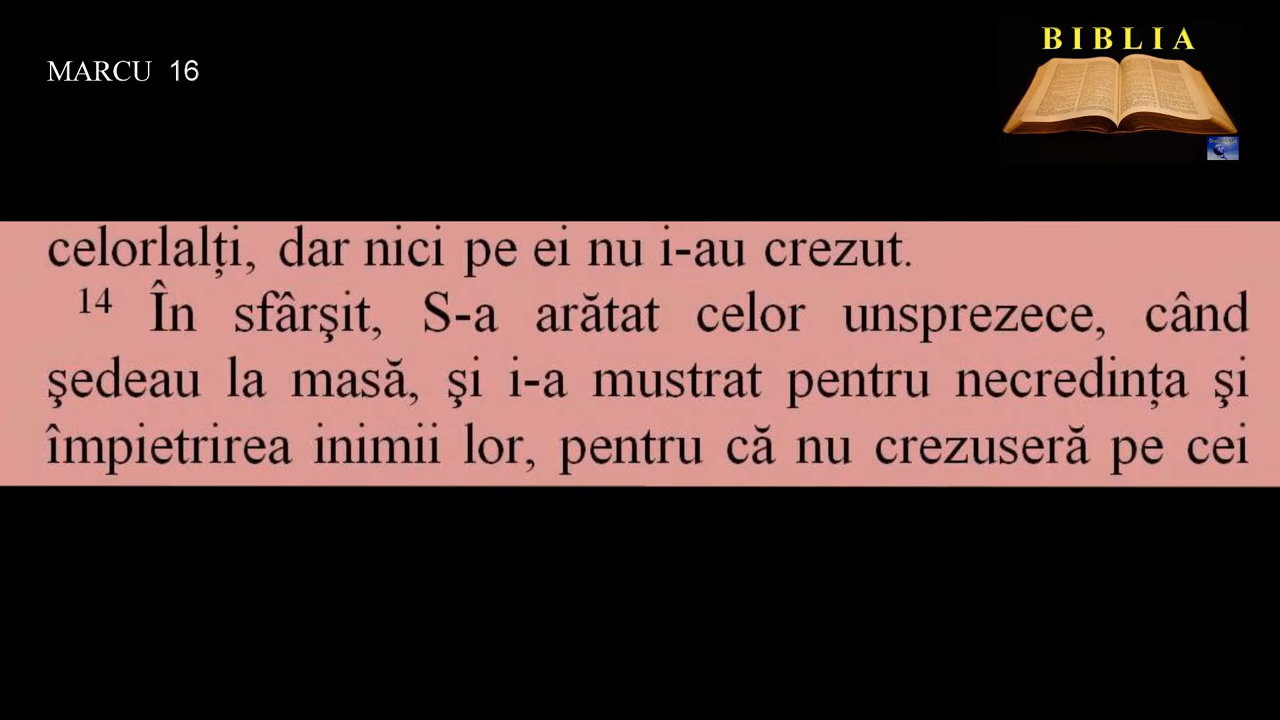 MARCU 16
BIBLIA
celorlalți, dar nici pe ei nu i-au crezut.
14 În sfârşit, S-a arătat celor unsprezece, când
şedeau la masă, şi i-a mustrat pentru necredința şi
împietrirea inimii lor, pentru că nu crezuseră pe cei